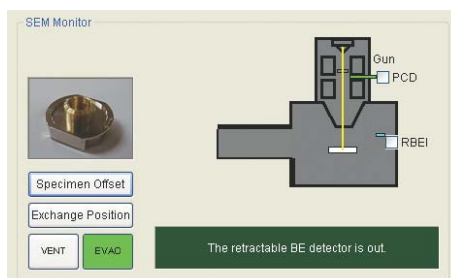 SEM Monitor
Gun
PCD
RBEI
Specimen Offset
Exchange Position
VENT
EVAC
The retractable BE detector is out.